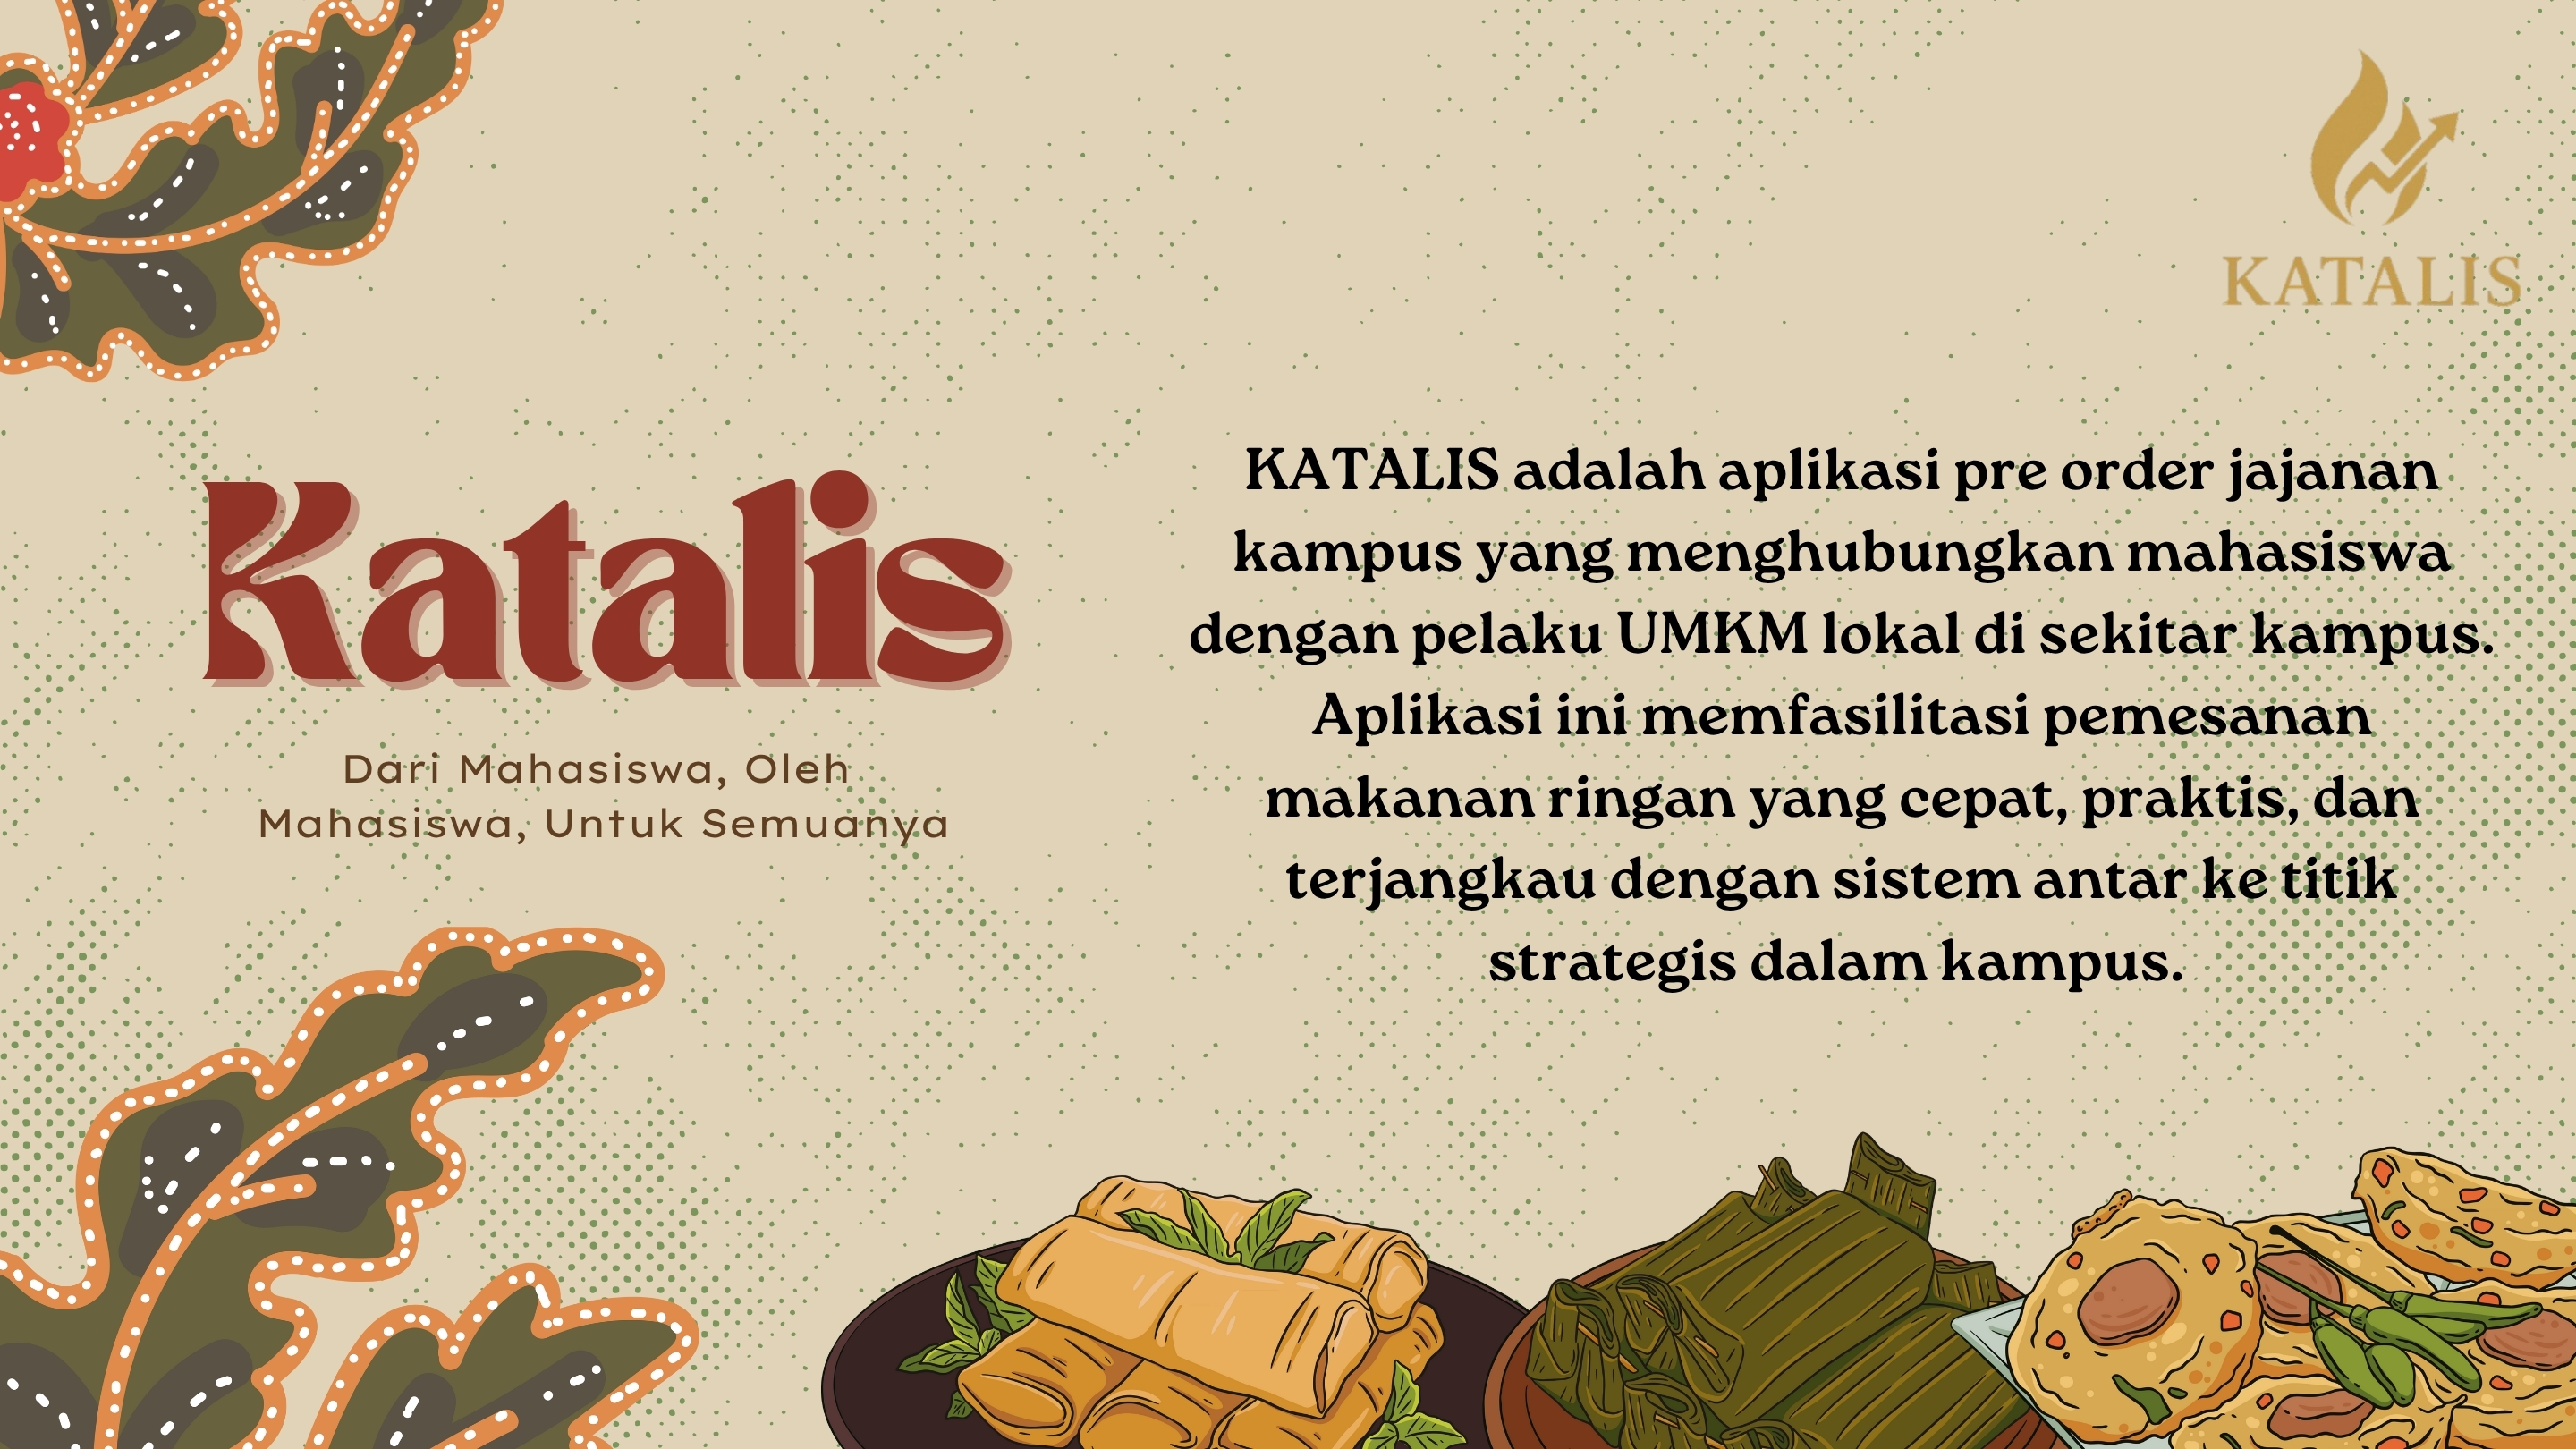 KATALIS
Katalis
Dari Mahasiswa, Oleh
Mahasiswa, Untuk Semuanya
KATALIS adalah aplikasi pre order jajanan
kampus yang menghubungkan mahasiswa
dengan pelaku UMKM lokal di sekitar kampus.
Aplikasi ini memfasilitasi pemesanan
makanan ringan yang cepat, praktis, dan
terjangkau dengan sistem antar ke titik
strategis dalam kampus.